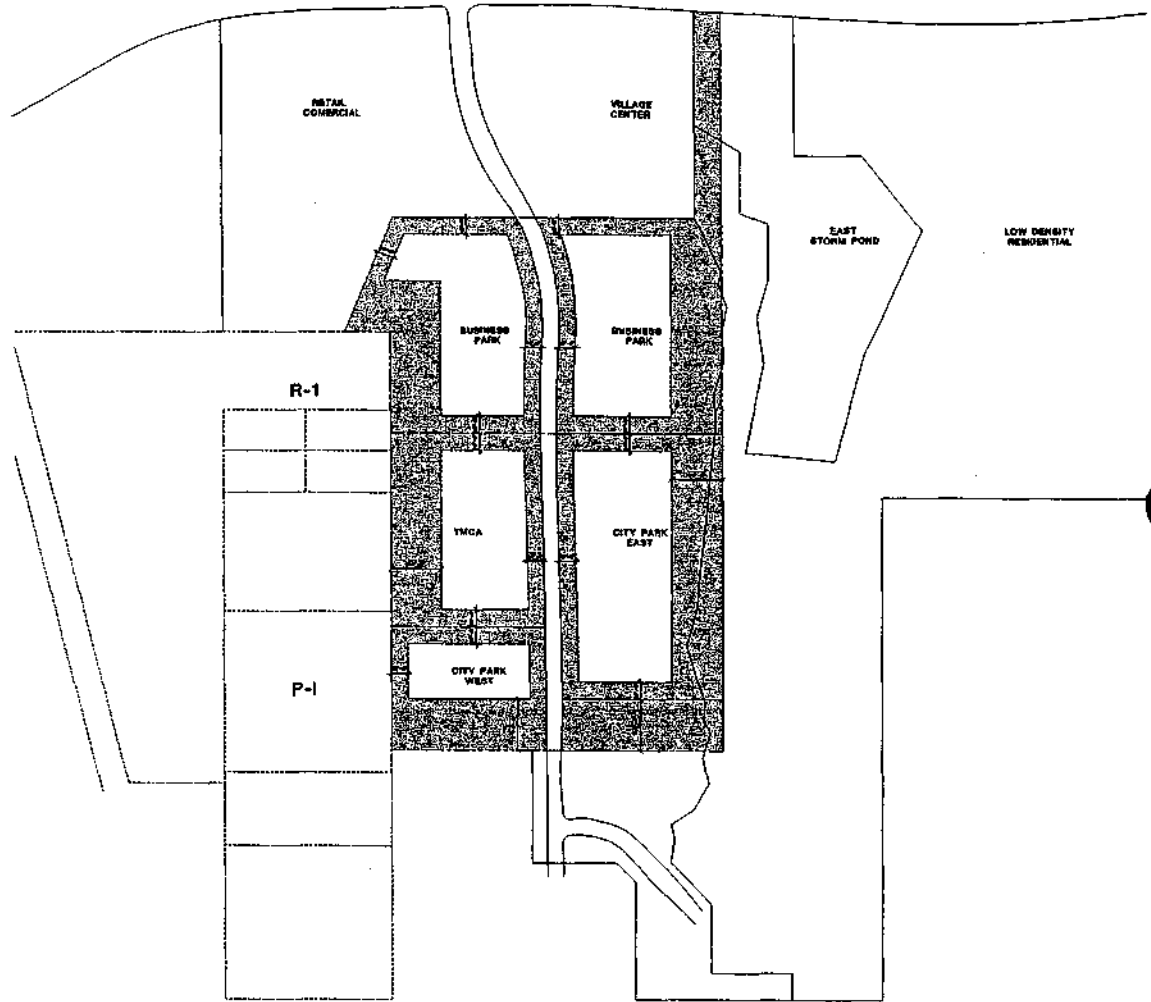 RETAIL
COMERCIAL
VILLAGE
CENTER
EAST
STORM POND
LOW DENSITY
RESIDENTIAL
BUSINESS
PARK
BUSINESS
PARK
R-1
YMCA
CITY PARK
EAST
CITY PARK
WEST
P-I